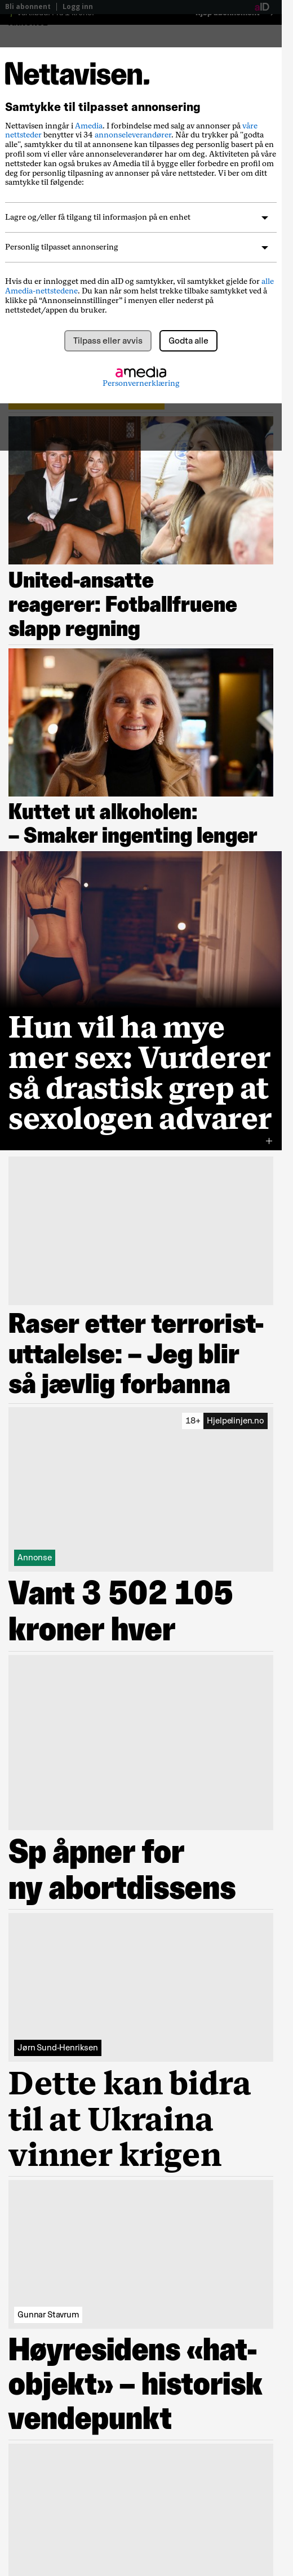 Bli abonnent | Logg inn
aID
Nettavisen.
Samtykke til tilpasset annonsering
Nettavisen inngår i Amedia. I forbindelse med salg av annonser på våre
nettsteder benytter vi 34 annonseleverandører. Når du trykker på "godta
alle", samtykker du til at annonsene kan tilpasses deg personlig basert på en
profil som vi eller våre annonseleverandører har om deg. Aktiviteten på våre
nettsteder kan også brukes av Amedia til å bygge eller forbedre en profil om
deg for personlig tilpasning av annonser på våre nettsteder. Vi ber om ditt
samtykke til følgende:
Lagre og/eller få tilgang til informasjon på en enhet
Personlig tilpasset annonsering
Hvis du er innlogget med din aID og samtykker, vil samtykket gjelde for alle
Amedia-nettstedene. Du kan når som helst trekke tilbake samtykket ved å
klikke på “Annonseinnstillinger” i menyen eller nederst på
nettstedet/appen du bruker.
Tilpass eller avvis
Godta alle
amedia
Personvernerklæring
United-ansatte
reagerer: Fotballfruene
slapp regning
Kuttet ut alkoholen:
– Smaker ingenting lenger
Hun vil ha mye
mer sex: Vurderer
så drastisk grep at
sexologen advarer
+
Raser etter terrorist-
uttalelse: – Jeg blir
så jævlig forbanna
18+ Hjelpelinjen.no
Annonse
Vant 3 502 105
kroner hver
Sp åpner for
ny abortdissens
Jørn Sund-Henriksen
Dette kan bidra
til at Ukraina
vinner krigen
Gunnar Stavrum
Høyresidens «hat-
objekt» – historisk
vendepunkt